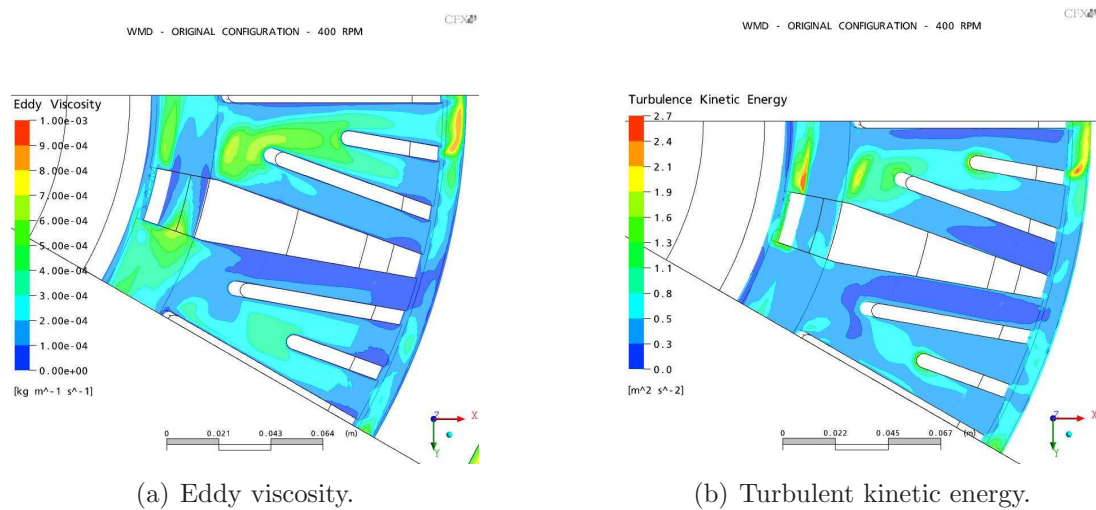 CFX
WMD - ORIGINAL CONFIGURATION - 400 RPM
Eddy Viscosity
1.00e-03
9.00e-04
8.00e-04
7.00e-04
6.00e-04
5.00e-04
4.00e-04
3.00e-04
2.00e-04
1.00e-04
0.00e+00
[kg m^-1 s^-1]
0 0.021 0.043 0.064 (m)
Z X
Y
(a) Eddy viscosity.
CFX
WMD - ORIGINAL CONFIGURATION - 400 RPM
Turbulence Kinetic Energy
2.7
2.4
2.1
1.9
1.6
1.3
1.1
0.8
0.5
0.3
0.0
[m^2 s^-2]
0 0.022 0.045 0.067 (m)
Z X
Y
(b) Turbulent kinetic energy.